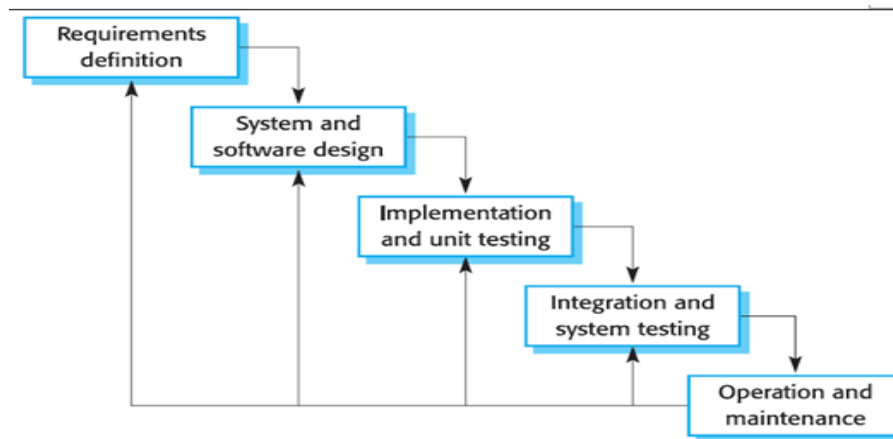 Requirements
definition
System and
software design
Implementation
and unit testing
Integration and
system testing
Operation and
maintenance